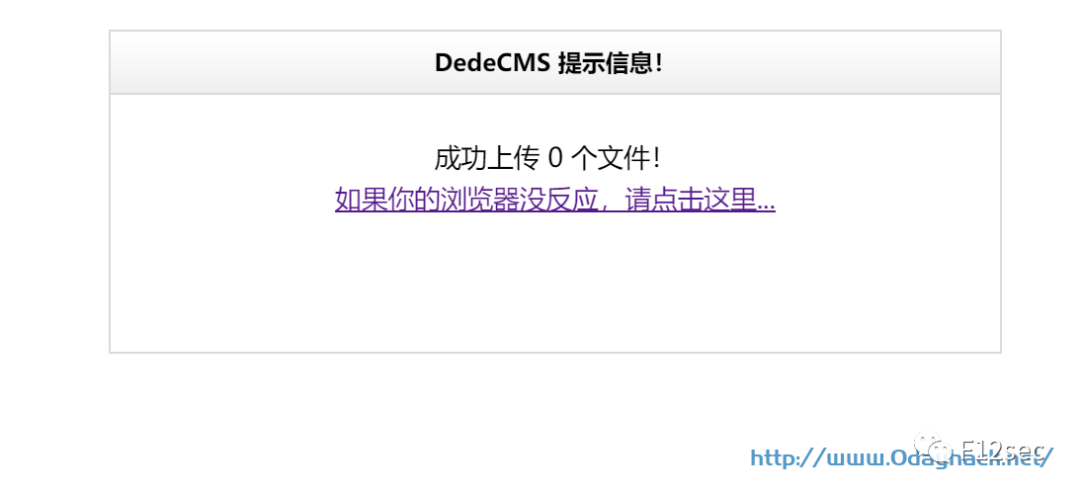 DedeCMS 提示信息！
成功上传 0 个文件！
如果你的浏览器没反应，请点击这里...
E12sec
http://www.0dayhack.net/